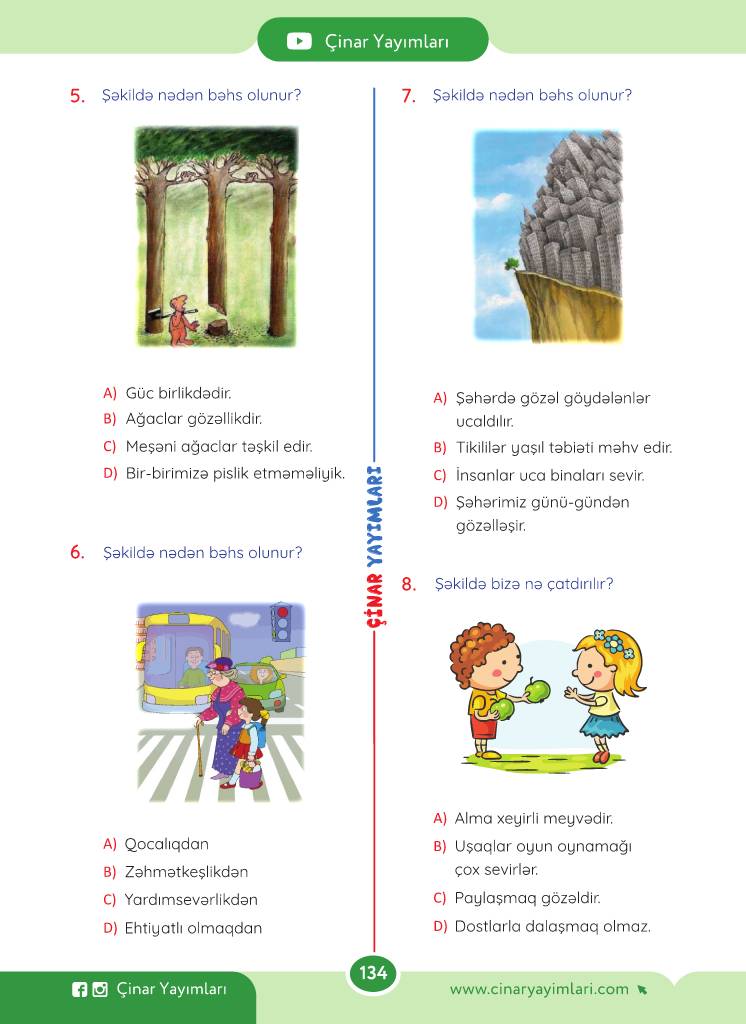 Çinar Yayımları
5. Şəkildə nədən bəhs olunur?
A) Güc birlikdədir.
B) Ağaclar gözəllikdir.
C) Meşəni ağaclar təşkil edir.
D) Bir-birimizə pislik etməməliyik.
6. Şəkildə nədən bəhs olunur?
A) Qocalıqdan
B) Zəhmətkeşlikdən
C) Yardımsevərlikdən
D) Ehtiyatlı olmaqdan
ÇİNAR YAYIMLARI
7. Şəkildə nədən bəhs olunur?
A) Şəhərdə gözəl göydələnlər
ucaldılır.
B) Tikililər yaşıl təbiəti məhv edir.
C) İnsanlar uca binaları sevir.
D) Şəhərimiz günü-gündən
gözəlləşir.
8. Şəkildə bizə nə çatdırılır?
A) Alma xeyirli meyvədir.
B) Uşaqlar oyun oynamağı
çox sevirlər.
C) Paylaşmaq gözəldir.
D) Dostlarla dalaşmaq olmaz.
Çinar Yayımları
134
www.cinaryayimlari.com